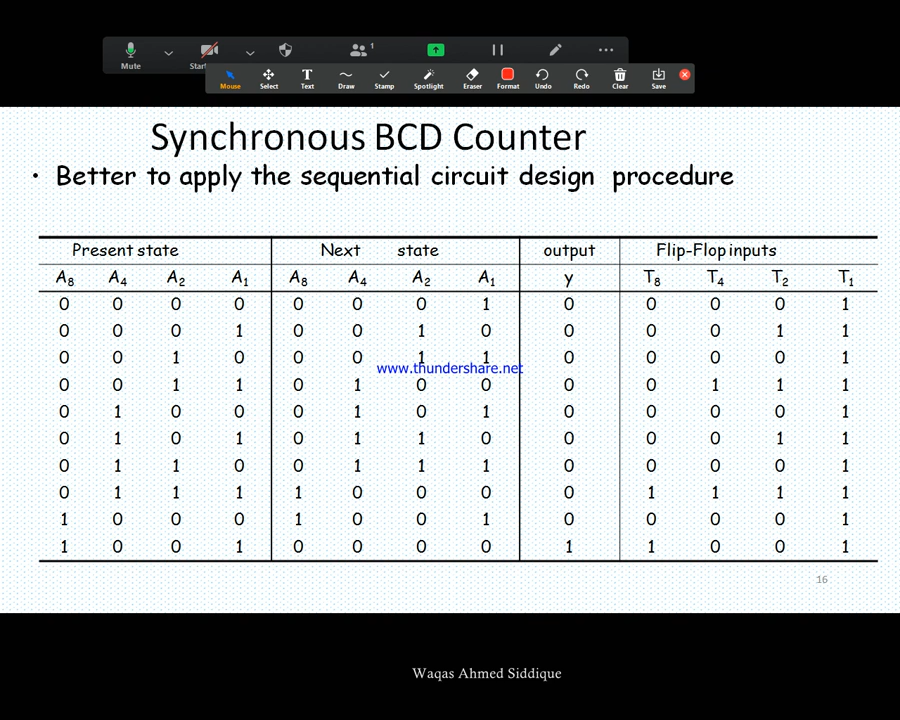 1
Mute
Start
Mouse Select Text Draw Stamp Spotlight Eraser Format Undo Redo Clear Save
Synchronous BCD Counter
• Better to apply the sequential circuit design procedure
Present state Next state output Flip-Flop inputs
A8 A4 A2 A1 A8 A4 A2 A1 y T8 T4 T2 T1
0 0 0 0 0 0 0 1 0 0 0 0 1
0 0 0 1 0 0 1 0 0 0 0 1 1
0 0 1 0 0 0 1 1 0 0 0 0 1
www.thundershare.net
0 0 1 1 0 1 0 0 0 0 1 1 1
0 1 0 0 0 1 0 1 0 0 0 0 1
0 1 0 1 0 1 1 0 0 0 0 1 1
0 1 1 0 0 1 1 1 0 0 0 0 1
0 1 1 1 1 0 0 0 0 1 1 1 1
1 0 0 0 1 0 0 1 0 0 0 0 1
1 0 0 1 0 0 0 0 1 1 0 0 1
16
Waqas Ahmed Siddique